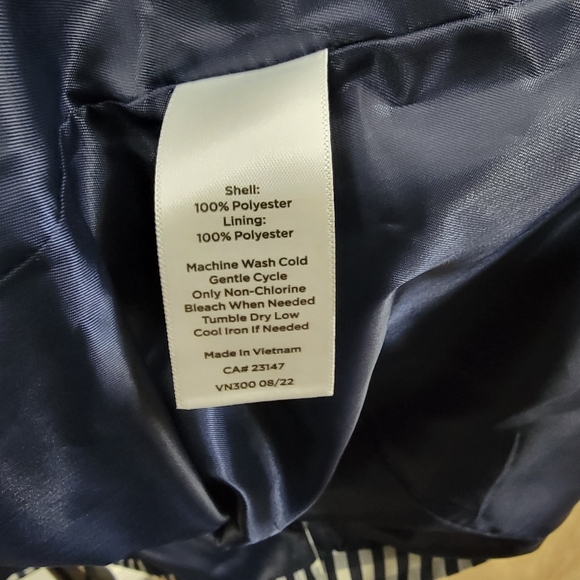 Shell:
100% Polyester
Lining:
100% Polyester
Machine Wash Cold
Gentle Cycle
Only Non-Chlorine
Bleach When Needed
Tumble Dry Low
Cool Iron If Needed
Made In Vietnam
CA# 23147
VN300 08/22